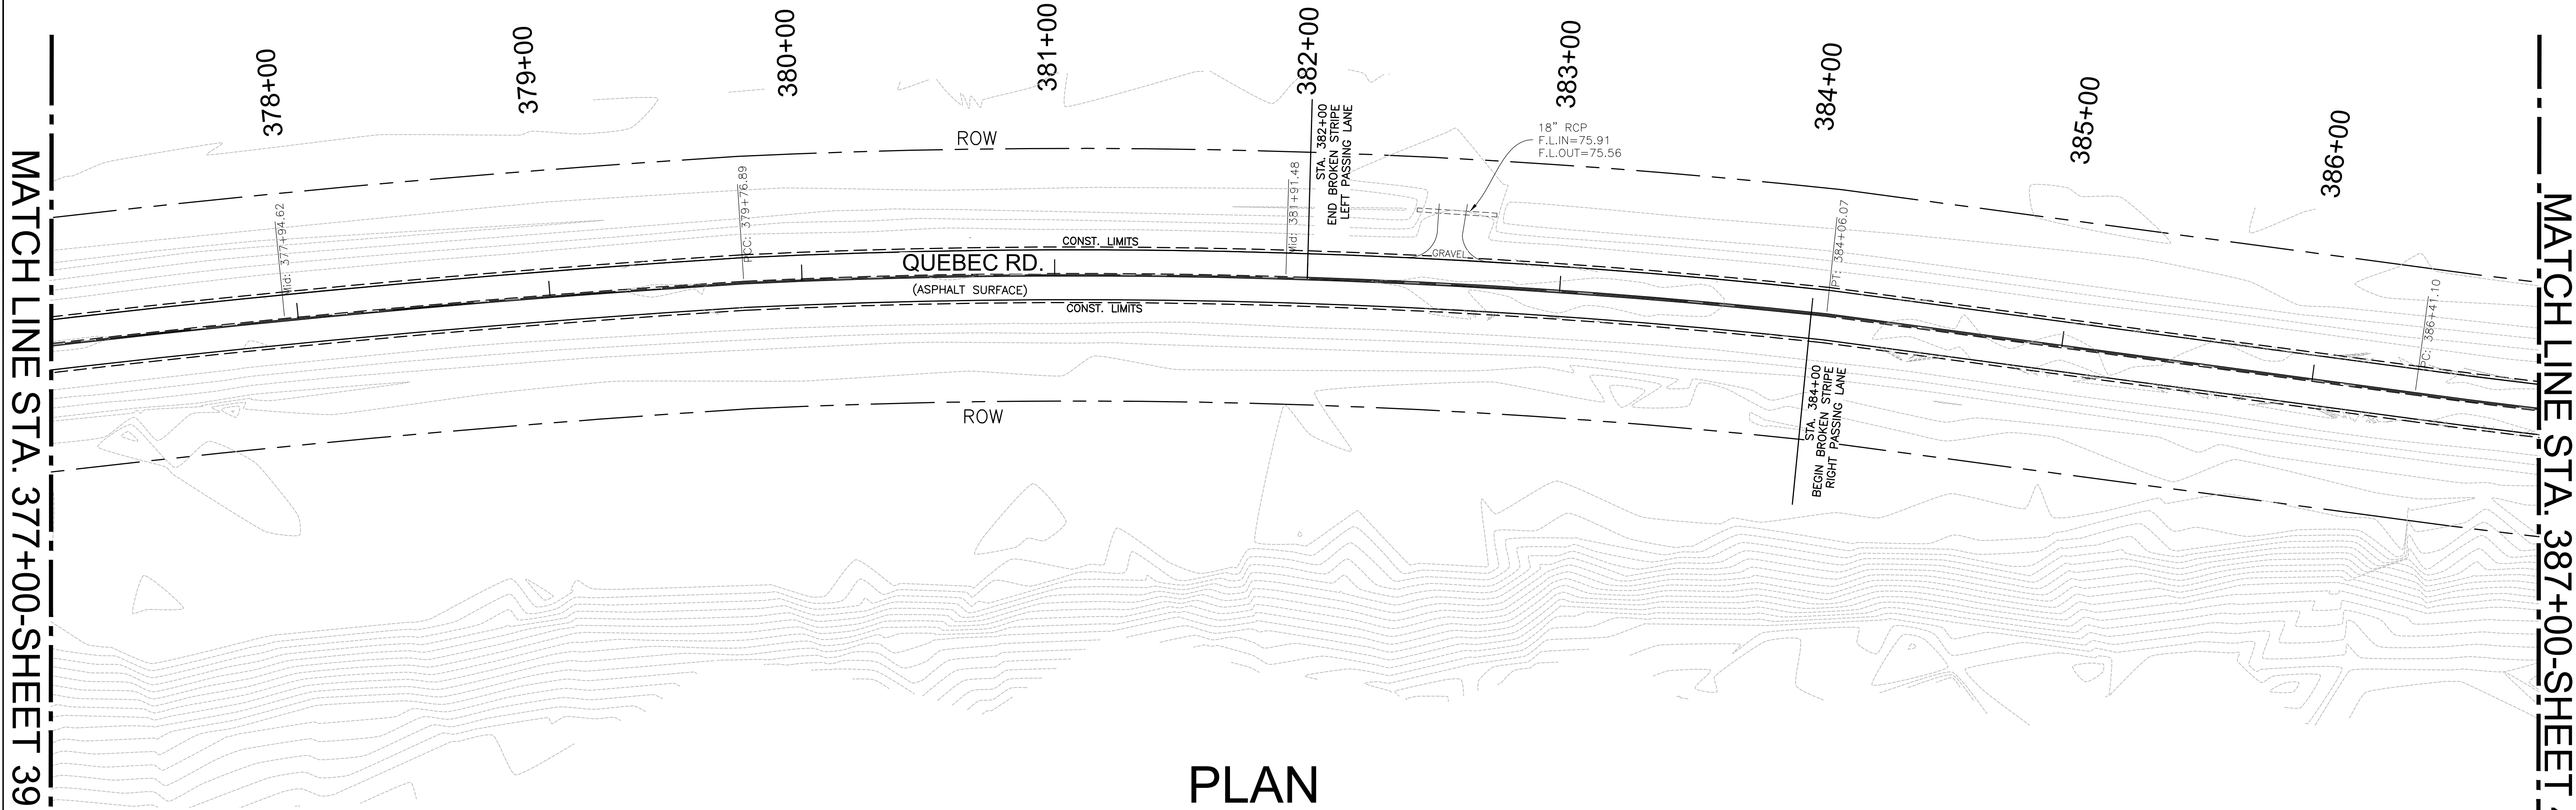 378+00
379+00
380+00
381+00
382+00
383+00
384+00
385+00
386+00
MATCH LINE STA. 377+00-SHEET 39
Mid: 377+94.62
PCC: 379+76.89
ROW
Mid: 381+91.48
STA. 382+00
END BROKEN STRIPE
LEFT PASSING LANE
18" RCP
F.L.IN=75.91
F.L.OUT=75.56
PT: 384+06.07
PC: 386+41.10
CONST. LIMITS
QUEBEC RD.
GRAVEL
(ASPHALT SURFACE)
CONST. LIMITS
ROW
STA. 384+00
BEGIN BROKEN STRIPE
RIGHT PASSING LANE
MATCH LINE STA. 387+00-SHEET
PLAN